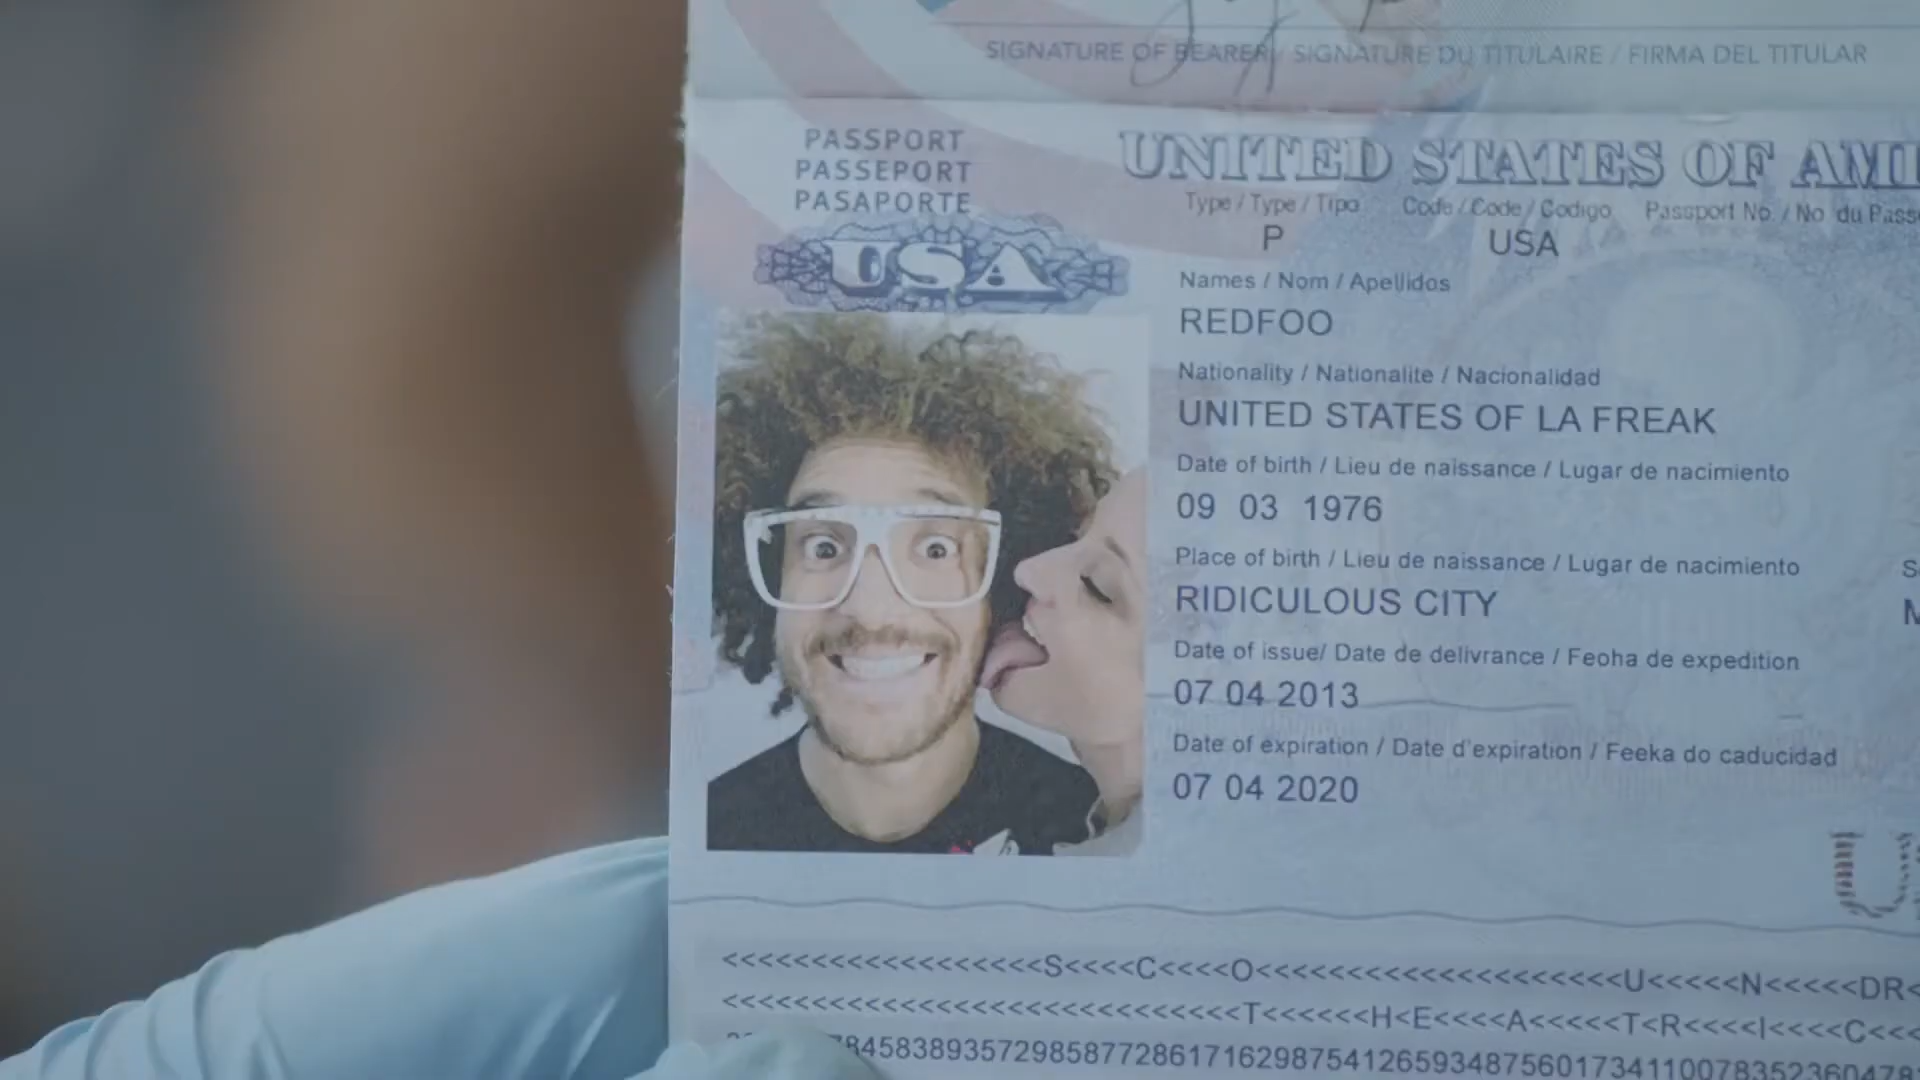 SIGNATURE OF BEARER / SIGNATURE DU TITULAIRE / FIRMA DEL TITULAR
PASSPORT
PASSEPORT
PASAPORTE
USA
UNITED STATES OF AMI
Type / Type / Tipo Code / Code / Codigo Passport No. / No. du Passe
P USA
Names / Nom / Apellidos
REDFOO
Nationality / Nationalite / Nacionalidad
UNITED STATES OF LA FREAK
Date of birth / Lieu de naissance / Lugar de nacimiento
09 03 1976
Place of birth / Lieu de naissance / Lugar de nacimiento
RIDICULOUS CITY
Date of issue/ Date de delivrance / Feoha de expedition
07 04 2013
Date of expiration / Date d'expiration / Feeka do caducidad
07 04 2020
U
<<<<<<<<<<<<<<<<<<<<<S<<<<C<<<<O<<<<<<<<<<<<<<<<<<<<<<<<U<<<<<N<<<<<DR<
<<<<<<<<<<<<<<<<<<<<<<<<<<<<<<<<<<T<<<<<<H<E<<<<A<<<<<T<R<<<<I<<<<C<<<